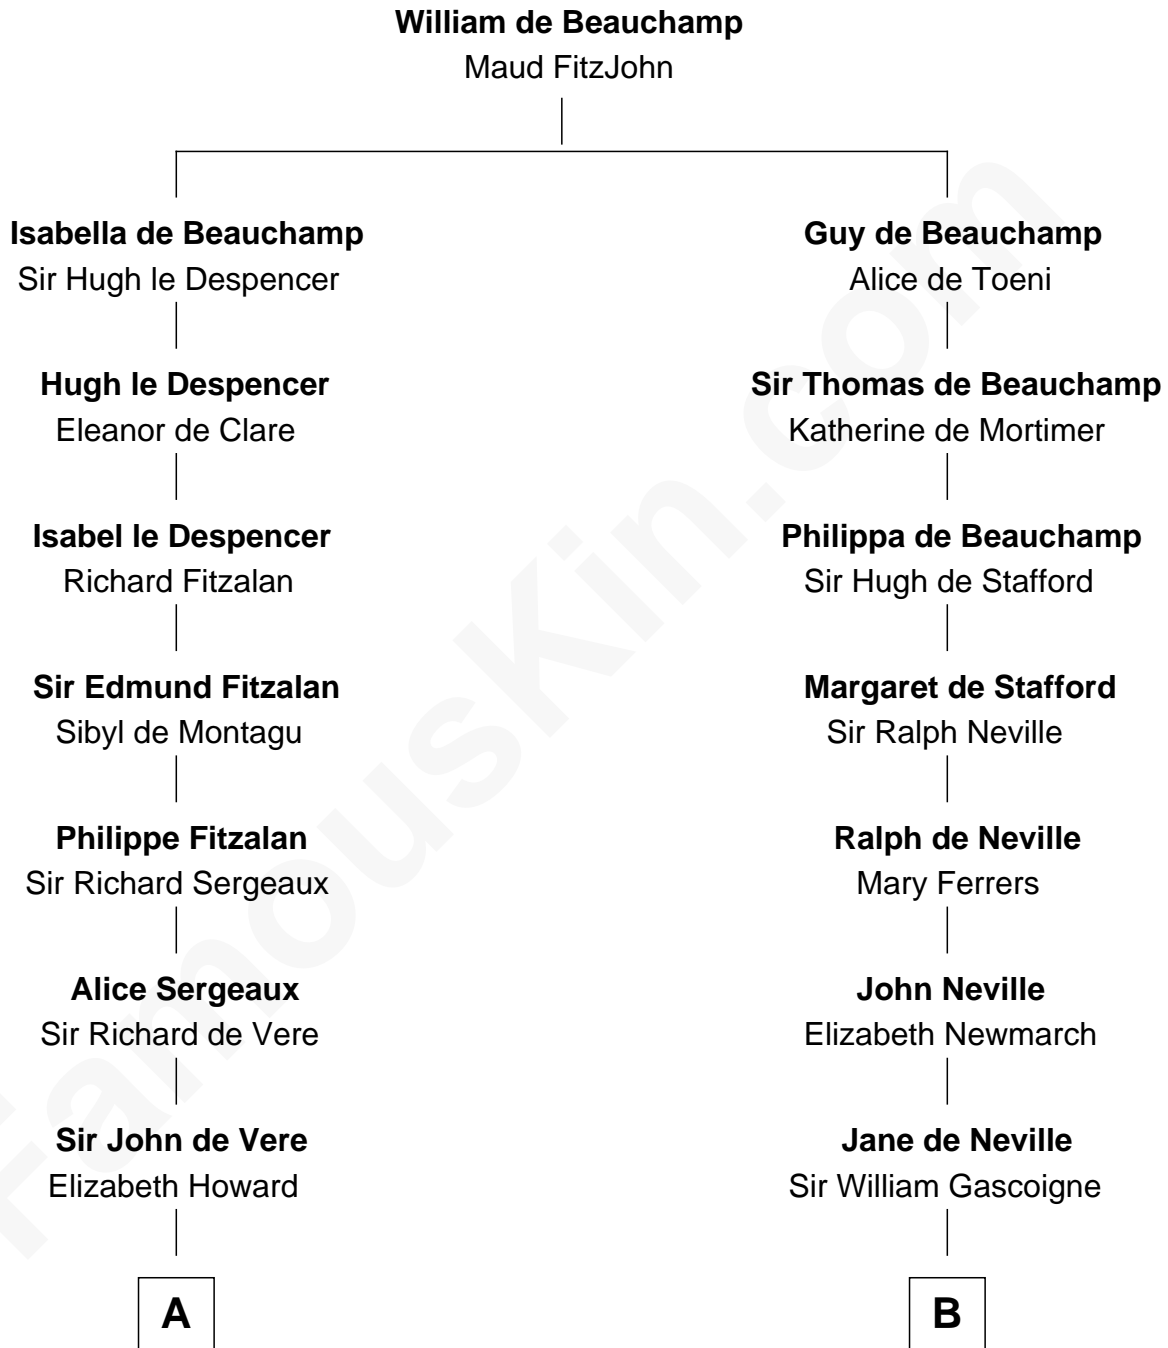 William de Beauchamp
Maud FitzJohn
Isabella de Beauchamp
Sir Hugh le Despencer
Guy de Beauchamp
Alice de Toeni
Hugh le Despencer
Eleanor de Clare
Sir Thomas de Beauchamp
Katherine de Mortimer
Isabel le Despencer
Richard Fitzalan
Philippa de Beauchamp
Sir Hugh de Stafford
Sir Edmund Fitzalan
Sibyl de Montagu
Margaret de Stafford
Sir Ralph Neville
Philippe Fitzalan
Sir Richard Sergeaux
Ralph de Neville
Mary Ferrers
Alice Sergeaux
Sir Richard de Vere
John Neville
Elizabeth Newmarch
Sir John de Vere
Elizabeth Howard
Jane de Neville
Sir William Gascoigne
A
B
FamousKin.com